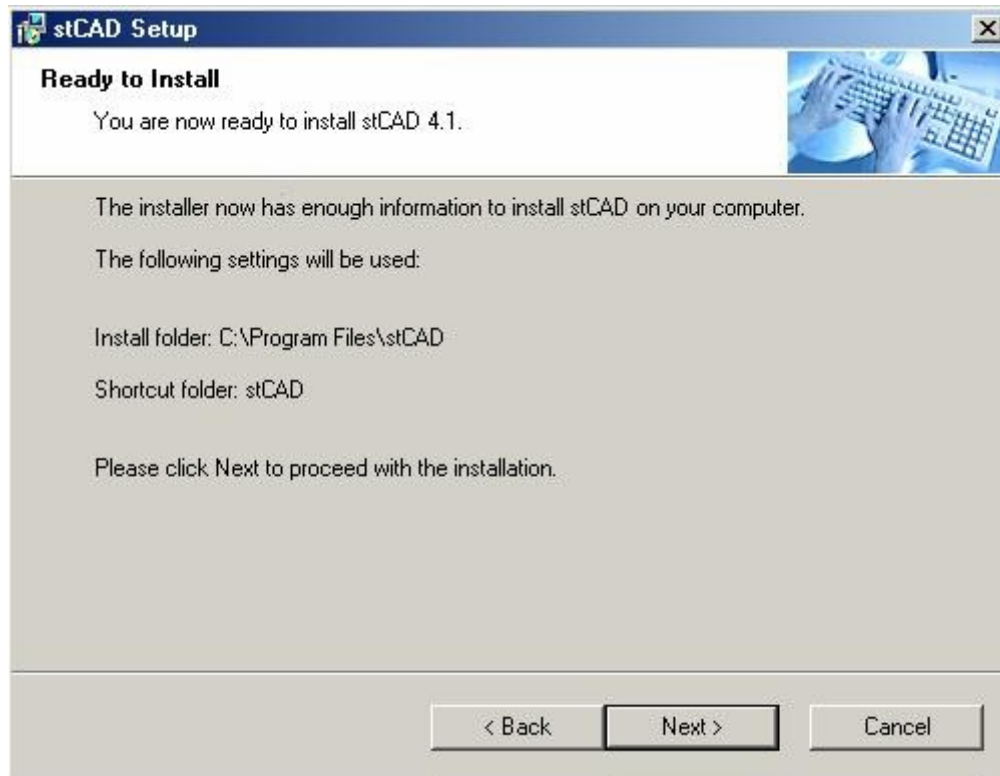 stCAD Setup
Ready to Install
You are now ready to install stCAD 4.1.
The installer now has enough information to install stCAD on your computer.
The following settings will be used:
Install folder: C:\Program Files\stCAD
Shortcut folder: stCAD
Please click Next to proceed with the installation.
< Back Next > Cancel